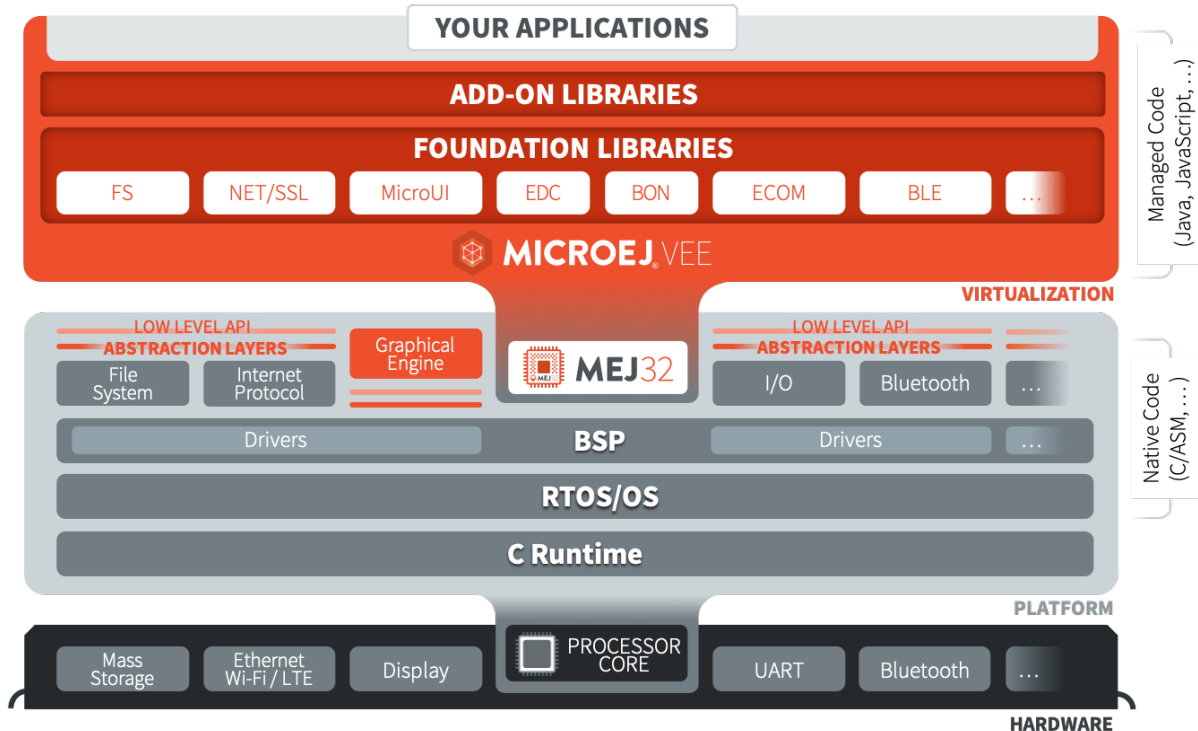 YOUR APPLICATIONS
ADD-ON LIBRARIES
FOUNDATION LIBRARIES
FS
NET/SSL
MicroUI
EDC
BON
ECOM
BLE
...
MICROEJ® VEE
Managed Code
(Java, JavaScript, ...)
VIRTUALIZATION
LOW LEVEL API
ABSTRACTION LAYERS
File
System
Internet
Protocol
Graphical
Engine
MEJ
MEJ32
LOW LEVEL API
ABSTRACTION LAYERS
I/O
Bluetooth
...
Drivers
BSP
Drivers
...
RTOS/OS
C Runtime
Native Code
(C/ASM, ...)
PLATFORM
Mass
Storage
Ethernet
Wi-Fi / LTE
Display
PROCESSOR
CORE
UART
Bluetooth
...
HARDWARE